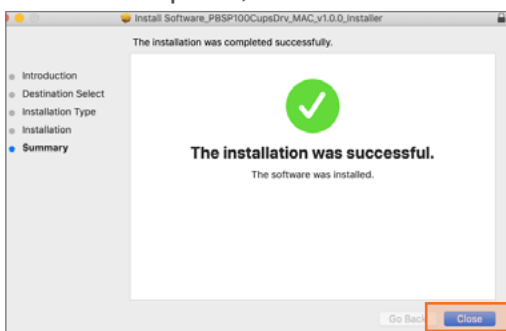 Install Software_PBSP100CupsDrv_MAC_v1.0.0_Installer
The installation was completed successfully.
Introduction
Destination Select
Installation Type
Installation
Summary
The installation was successful.
The software was installed.
Go Back
Close